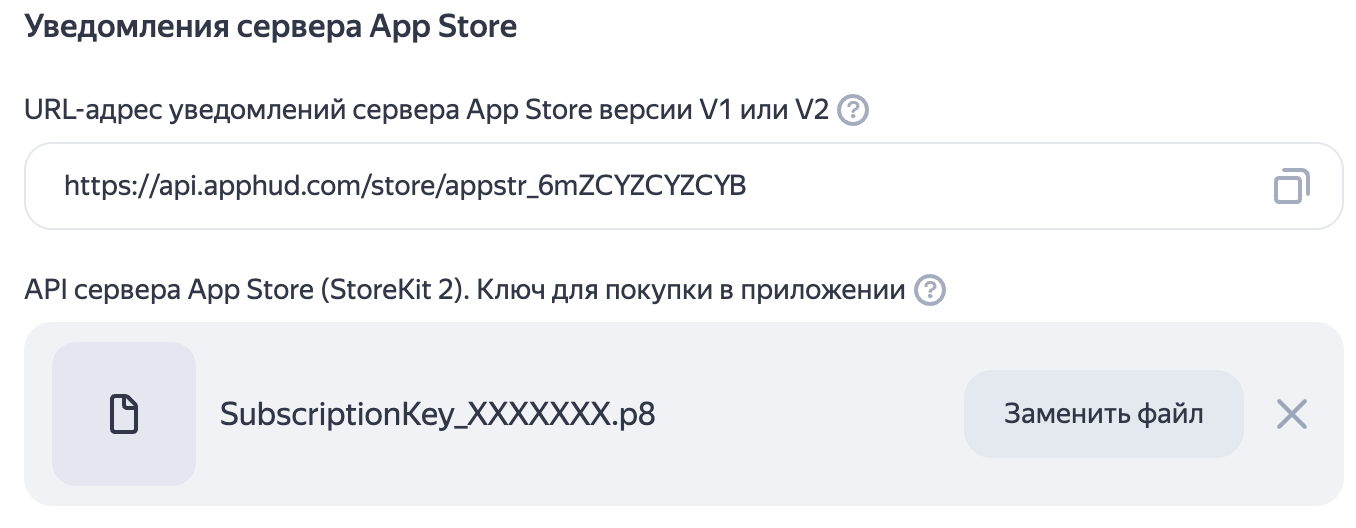 Уведомления сервера App Store
URL-адрес уведомлений сервера App Store версии V1 или V2 ?
https://api.apphud.com/store/appstr_6mZCYZCYZCYB
API сервера App Store (StoreKit 2). Ключ для покупки в приложении ?
SubscriptionKey_XXXXXXX.p8
Заменить файл